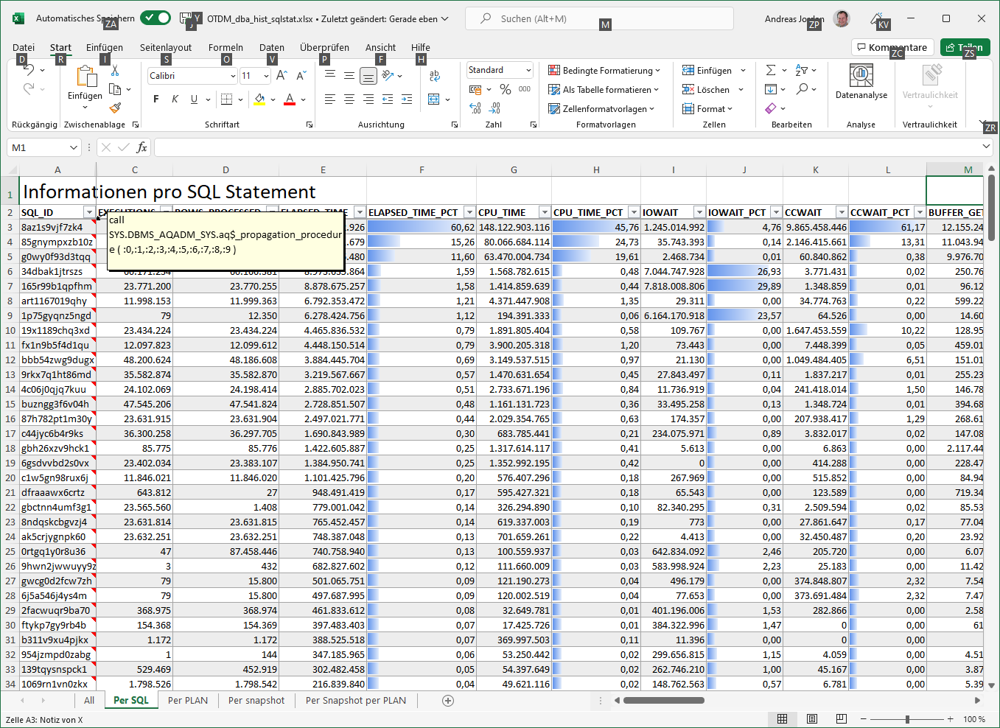 Automatisches Speichern
OTDM_dba_hist_sqlstat.xlsx • Zuletzt geändert: Gerade eben
Suchen (Alt+M)
Andreas Jordan
ZA Y J M ZP KV
Datei Start Einfügen Seitenlayout Formeln Daten Überprüfen Ansicht Hilfe Kommentare Teilen
D R I S O V P F H ZC ZS
Calibri 11 Standard
Einfügen
F K U
% 000
Bedingte Formatierung
Als Tabelle formatieren
Zellenformatvorlagen
Einfügen
Löschen
Format
Datenanalyse
Vertraulichkeit
Rückgängig Zwischenablage Schriftart Ausrichtung Zahl Formatvorlagen Zellen Bearbeiten Analyse Vertraulichkeit ZR
M1 fx
A C D E F G H I J K L M
1 Informationen pro SQL Statement
2 SQL_ID EXECUTIONS ROWS_PROCESSED ELAPSED_TIME ELAPSED_TIME_PCT CPU_TIME CPU_TIME_PCT IOWAIT IOWAIT_PCT CCWAIT CCWAIT_PCT BUFFER_GET
call
SYS.DBMS_AQADM_SYS.aq$_propagation_procedur
e ( :0,:1,:2,:3,:4,:5,:6,:7,:8,:9 )
3 8az1s9vjf7zk4 .926 60,62 148.122.903.116 45,76 1.245.014.992 4,76 9.865.458.446 61,17 12.155.24
4 85gnympxzb10z .679 15,26 80.066.684.114 24,73 35.743.393 0,14 2.146.415.661 13,31 11.043.94
5 g0wy0f93d3tqq .480 11,60 63.470.004.734 19,61 2.468.734 0,01 60.840.862 0,38 9.976.70
6 34dbak1jtrszs .864 1,59 1.568.782.615 0,48 7.044.747.928 26,93 3.771.431 0,02 250.76
7 165r99b1qpfhm 23.771.200 23.770.255 8.878.675.257 1,58 1.414.859.639 0,44 7.818.008.806 29,89 1.348.859 0,01 96.12
8 art1167019qhy 11.998.153 11.999.363 6.792.353.472 1,21 4.371.447.908 1,35 29.311 0,00 34.774.763 0,22 599.22
9 1p75gyqnz5ngd 79 12.350 6.278.424.756 1,12 194.391.333 0,06 6.164.170.918 23,57 64.526 0,00 14.60
10 19x1189chq3xd 23.434.224 23.434.224 4.465.836.532 0,79 1.891.805.404 0,58 109.767 0,00 1.647.453.559 10,22 128.95
11 fx1n9b5f4d1qu 12.097.823 12.099.612 4.448.150.514 0,79 3.900.205.318 1,20 73.443 0,00 7.448.399 0,05 459.01
12 bbb54zwg9dugx 48.200.624 48.186.608 3.884.445.704 0,69 3.149.537.515 0,97 21.130 0,00 1.049.484.405 6,51 151.01
13 9rkx7q1ht86md 35.582.874 35.582.870 3.219.567.667 0,57 1.470.631.654 0,45 27.843.497 0,11 1.837.217 0,01 255.23
14 4c06j0qjq7kuu 24.102.069 24.198.414 2.885.702.023 0,51 2.733.671.196 0,84 11.736.919 0,04 241.418.014 1,50 146.78
15 buzngg3f6v04h 47.545.206 47.541.824 2.728.851.507 0,48 1.161.131.723 0,36 33.495.258 0,13 1.348.724 0,01 394.68
16 87h782pt1m30y 23.631.915 23.631.904 2.497.021.771 0,44 2.029.354.765 0,63 174.357 0,00 207.938.417 1,29 268.61
17 c44jyc6b4r9ks 36.300.258 36.297.705 1.690.843.989 0,30 683.785.441 0,21 234.075.971 0,89 3.832.017 0,02 147.08
18 gbh26xzv9hck1 85.775 85.776 1.422.605.887 0,25 1.317.614.117 0,41 5.613 0,00 6.863 0,00 2.117.44
19 6gsdvvbd2s0vx 23.402.034 23.383.107 1.384.950.741 0,25 1.352.992.195 0,42 0 0,00 414.288 0,00 228.47
20 c1w5gn98rux6j 11.846.021 11.846.020 1.101.425.796 0,20 576.407.296 0,18 267.969 0,00 515.852 0,00 84.94
21 dfraaawx6crtz 643.812 27 948.491.419 0,17 595.427.321 0,18 65.543 0,00 123.589 0,00 719.34
22 gbctnn4umf3g1 23.565.560 1.408 779.001.042 0,14 326.294.890 0,10 82.340.295 0,31 2.509.594 0,02 85.53
23 8ndqskcbgvzj4 23.631.814 23.631.815 765.452.457 0,14 619.337.003 0,19 773 0,00 27.861.647 0,17 77.04
24 ak5crjygnpk60 23.632.251 23.632.251 748.387.048 0,13 701.659.261 0,22 4.413 0,00 32.450.487 0,20 23.92
25 0rtgq1y0r8u36 47 87.458.446 740.758.940 0,13 100.559.937 0,03 642.834.092 2,46 205.720 0,00 6.07
26 9hwn2jwwuyy9z 3 432 682.827.602 0,12 111.660.009 0,03 583.998.924 2,23 25.183 0,00 11.42
27 gwcg0d2fcw7zh 79 15.800 501.065.751 0,09 121.190.273 0,04 496.179 0,00 374.848.807 2,32 7.54
28 6j5a546j4ys4m 79 15.800 497.687.995 0,09 120.002.519 0,04 77.653 0,00 373.691.484 2,32 7.47
29 2facwuqr9ba70 368.975 368.974 461.833.612 0,08 32.649.781 0,01 401.196.006 1,53 282.866 0,00 2.58
30 ftykp7gy9rb4b 154.368 154.369 397.483.403 0,07 17.425.726 0,01 384.322.996 1,47 0 0,00 61
31 b311v9xu4pjkx 1.172 1.172 388.525.518 0,07 369.997.503 0,11 11.396 0,00 0 0,00
32 954jzmpd0zabg 1 144 347.185.965 0,06 53.250.442 0,02 299.656.815 1,15 4.059 0,00 4.51
33 139tqysnspck1 529.469 452.919 302.482.458 0,05 54.397.649 0,02 262.746.210 1,00 45.167 0,00 3.87
34 1069rn1vn0zkx 1.798.526 1.798.542 216.839.840 0,04 49.621.116 0,02 148.762.563 0,57 6.781 0,00 5.39
All Per SQL Per PLAN Per snapshot Per Snapshot per PLAN
Zelle A3: Notiz von X
100 %